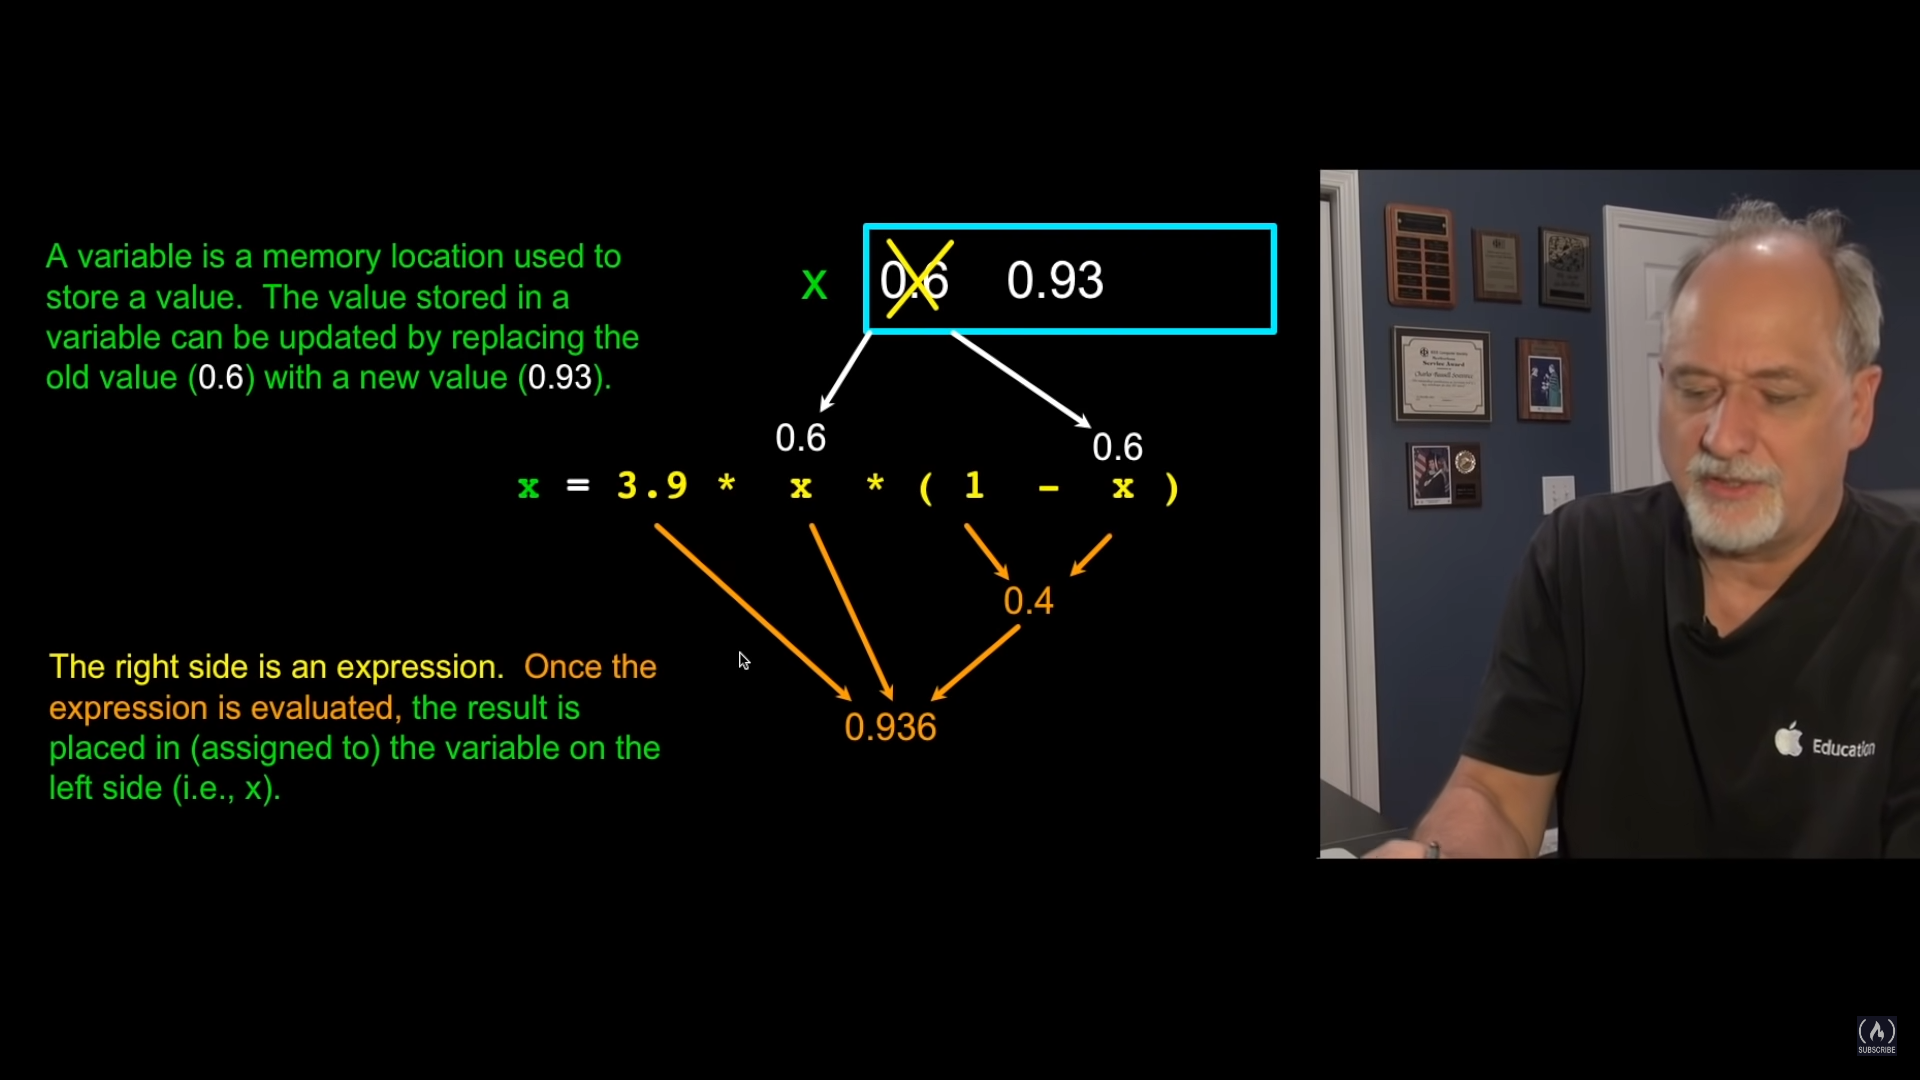 A variable is a memory location used to
store a value.  The value stored in a
variable can be updated by replacing the
old value (0.6) with a new value (0.93).
x 0.6 0.93
0.6 0.6
x = 3.9 * x * ( 1 - x )
0.4
0.936
The right side is an expression.  Once the
expression is evaluated, the result is
placed in (assigned to) the variable on the
left side (i.e., x).
Service Award
Education
SUBSCRIBE